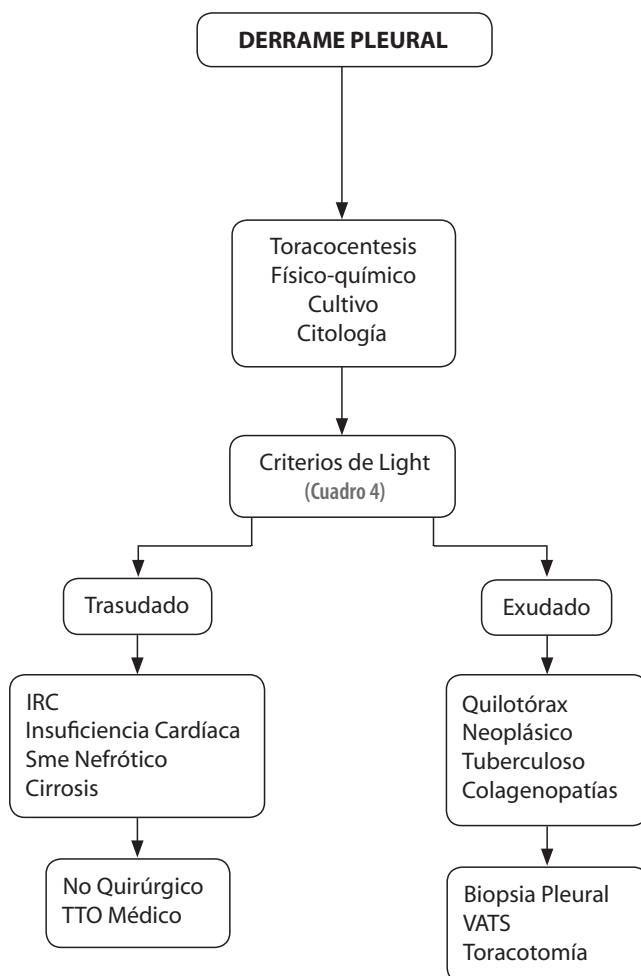 DERRAME PLEURAL
Toracocentesis
Físico-químico
Cultivo
Citología
Criterios de Light
(Cuadro 4)
Trasudado
Exudado
IRC
Insuficiencia Cardíaca
Sme Nefrótico
Cirrosis
Quilotórax
Neoplásico
Tuberculoso
Colagenopatías
No Quirúrgico
TTO Médico
Biopsia Pleural
VATS
Toracotomía